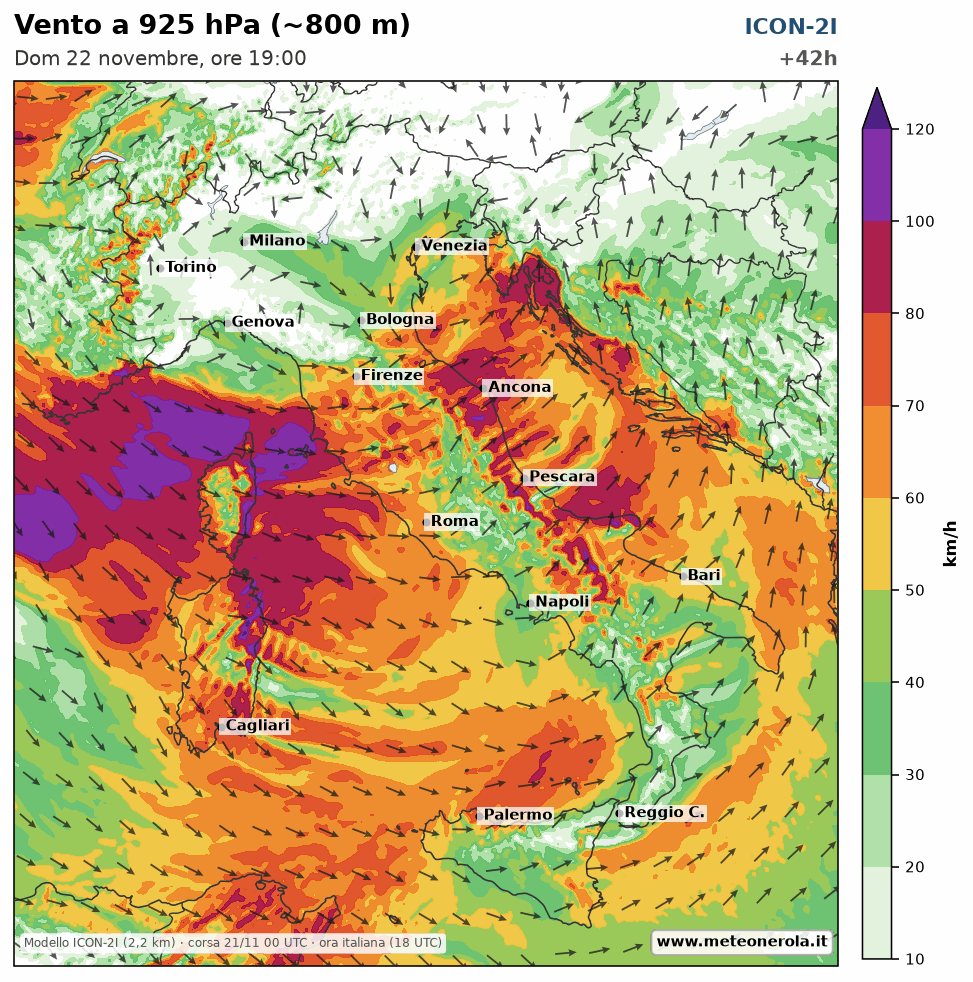 Vento a 925 hPa (~800 m)
ICON-2I
Dom 22 novembre, ore 19:00
+42h
Milano
Venezia
Torino
Genova
Bologna
Firenze
Ancona
Pescara
Roma
Bari
Napoli
Cagliari
Palermo
Reggio C.
120
100
80
70
60
50
40
30
20
10
km/h
Modello ICON-2I (2,2 km) · corsa 21/11 00 UTC · ora italiana (18 UTC)
www.meteonerola.it